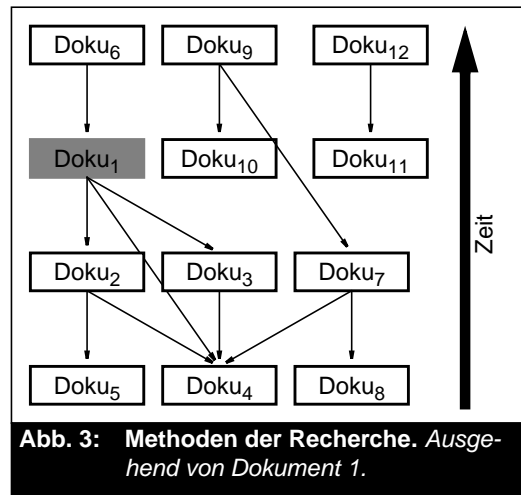 Doku6 Doku9 Doku12
Doku1 Doku10 Doku11
Zeit
Doku2 Doku3 Doku7
Doku5 Doku4 Doku8
Abb. 3: Methoden der Recherche. Ausge-
hend von Dokument 1.